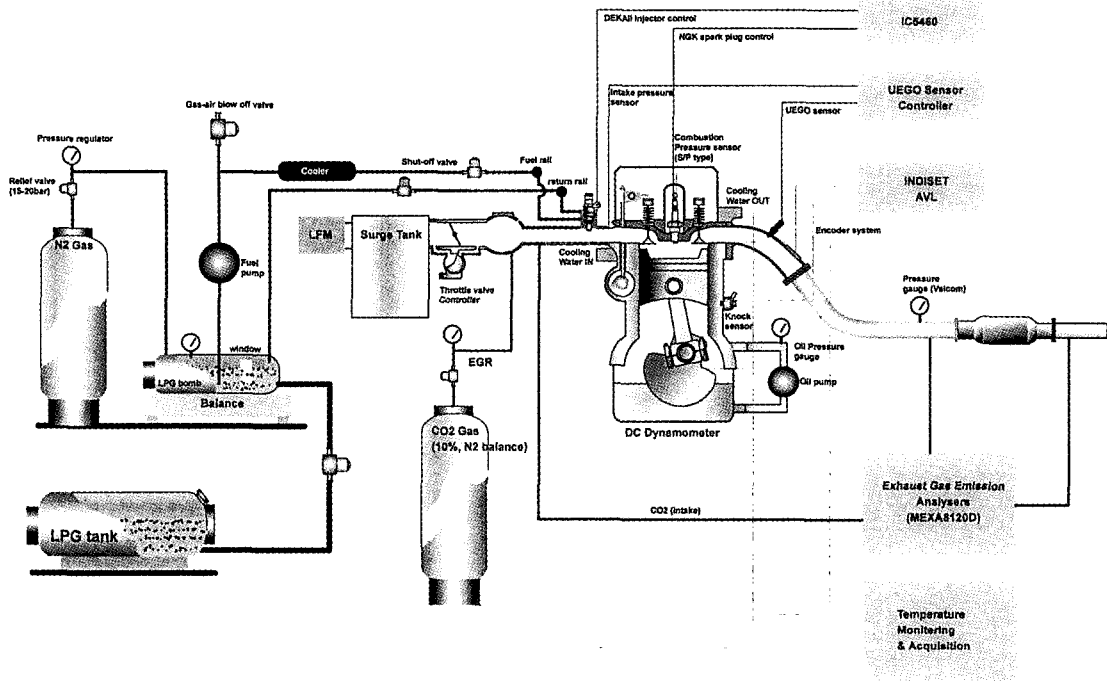 DEKAII injector control
IC5460
NGK spark plug control
Gas-air blow off valve
Intake pressure
sensor
UEGO Sensor
Controller
UEGO sensor
Pressure regulator
Combustion
Pressure sensor
(S/P type)
Relief valve
(15-20bar)
Cooler
Shut-off valve
Fuel rail
return rail
Cooling
Water OUT
INDISET
AVL
N2 Gas
LFM
Surge Tank
Encoder system
Fuel
pump
Cooling
Water IN
Throttle valve
Controller
Pressure
gauge (Valcom)
Knock
sensor
window
LPG bomb
Balance
EGR
Oil Pressure
gauge
Oil pump
CO2 Gas
(10%, N2 balance)
DC Dynamometer
Exhaust Gas Emission
Analysers
(MEXA8120D)
CO2 (intake)
LPG tank
Temperature
Monitering
& Acquisition